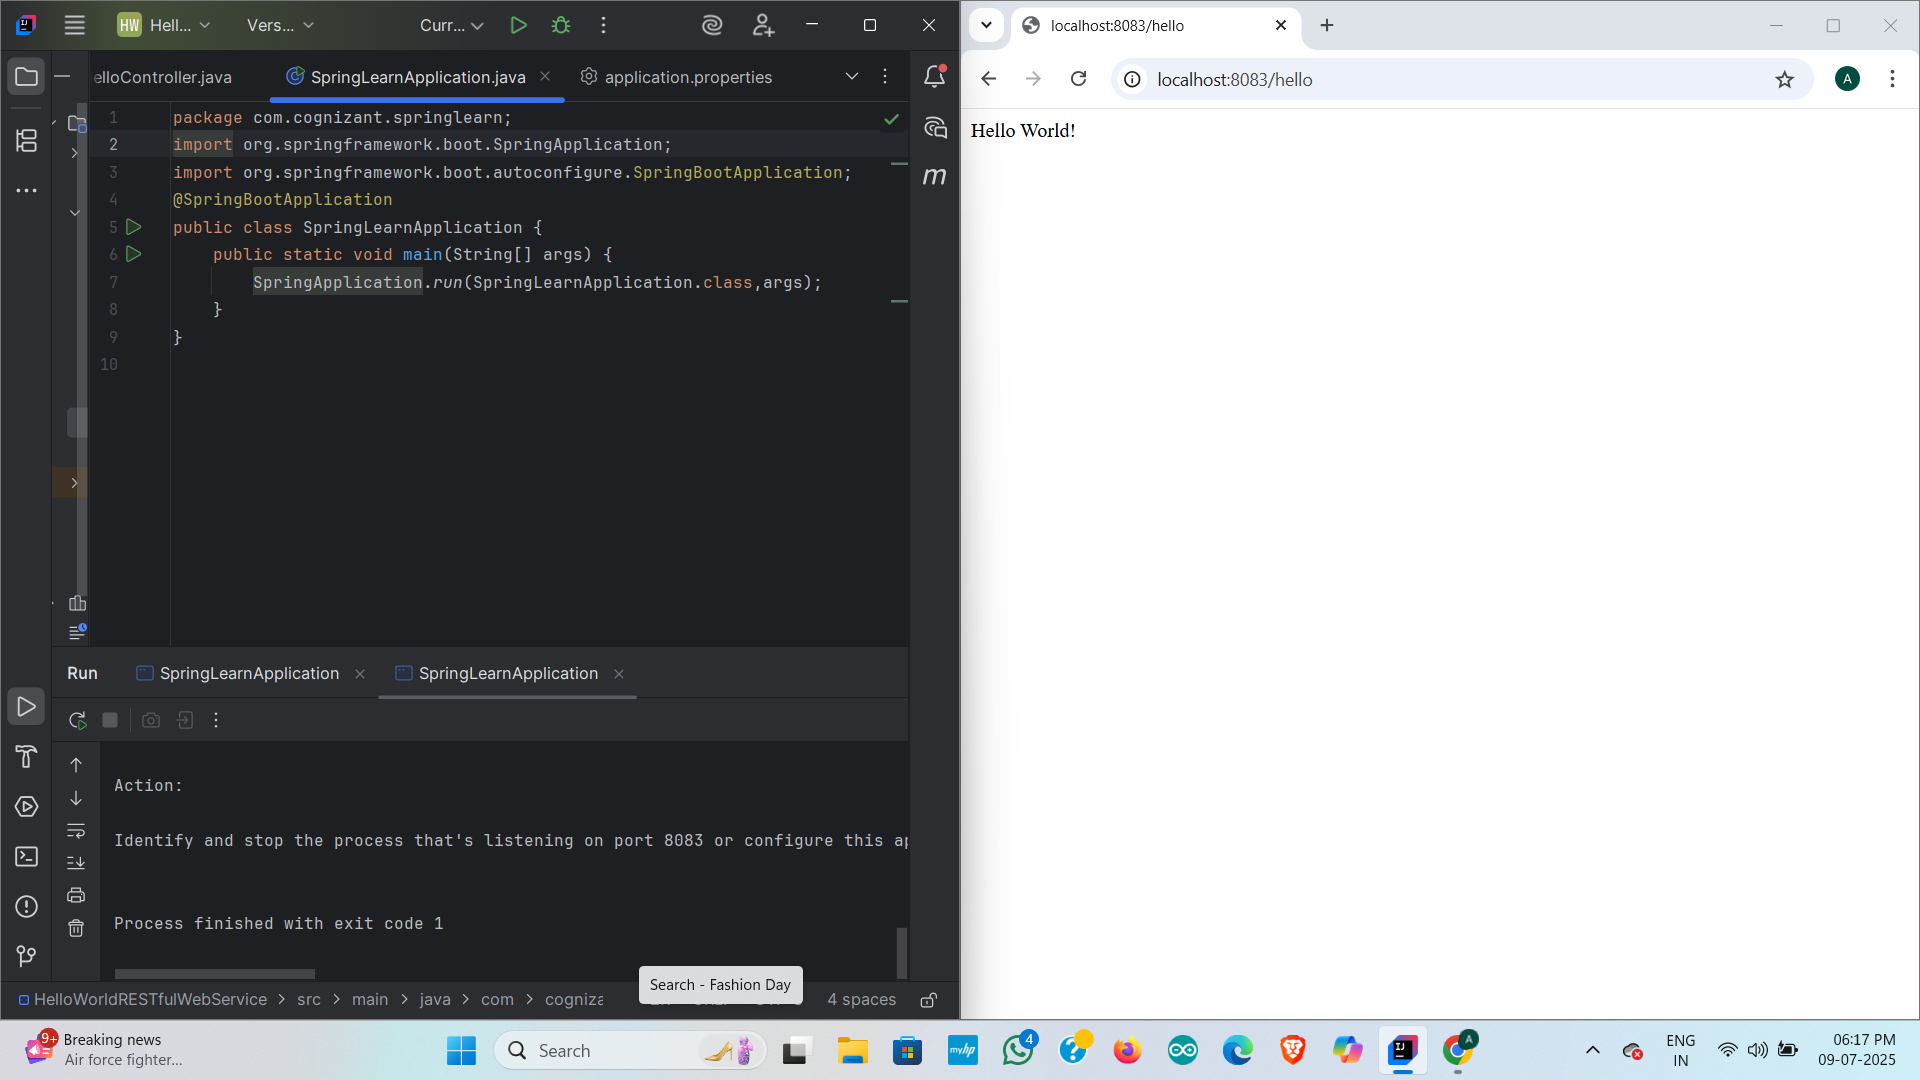 HW Hell...
Vers...
Curr...
elloController.java
SpringLearnApplication.java
application.properties
1 package com.cognizant.springlearn;
2 import org.springframework.boot.SpringApplication;
3 import org.springframework.boot.autoconfigure.SpringBootApplication;
4 @SpringBootApplication
5 public class SpringLearnApplication {
6 public static void main(String[] args) {
7 SpringApplication.run(SpringLearnApplication.class,args);
8 }
9 }
10
m
Run
SpringLearnApplication
SpringLearnApplication
Action:
Identify and stop the process that's listening on port 8083 or configure this ap
Process finished with exit code 1
HelloWorldRESTfulWebService > src > main > java > com > cogniza
4 spaces
Search - Fashion Day
localhost:8083/hello
localhost:8083/hello
A
Hello World!
9+
Breaking news
Air force fighter...
Search
myhp
4
A
ENG
IN
06:17 PM
09-07-2025